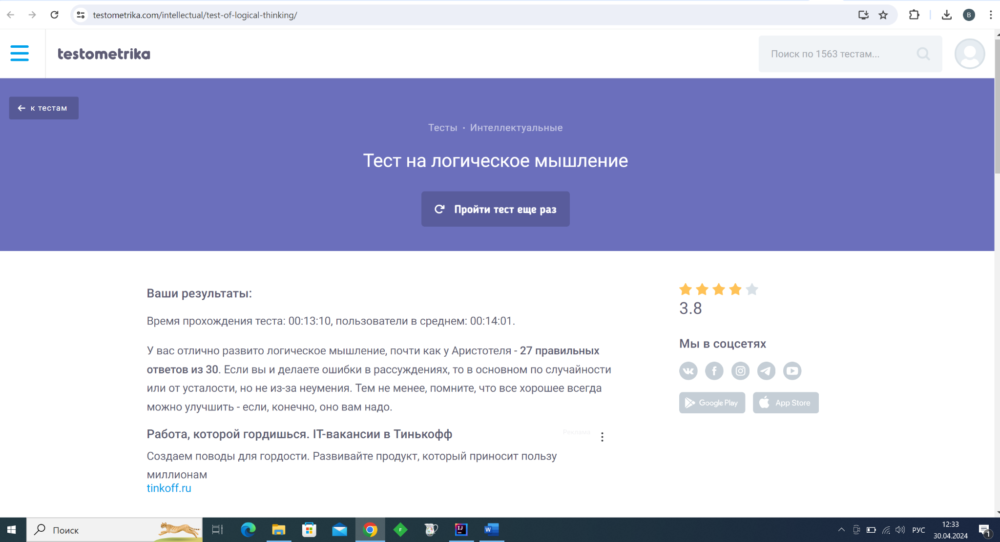 testometrika.com/intellectual/test-of-logical-thinking/
B
testometrika
Поиск по 1563 тестам...
к тестам
Тесты · Интеллектуальные
Тест на логическое мышление
Пройти тест еще раз
Ваши результаты:
3.8
Время прохождения теста: 00:13:10, пользователи в среднем: 00:14:01.
Мы в соцсетях
У вас отлично развито логическое мышление, почти как у Аристотеля - 27 правильных
ответов из 30. Если вы и делаете ошибки в рассуждениях, то в основном по случайности
или от усталости, но не из-за неумения. Тем не менее, помните, что все хорошее всегда
можно улучшить - если, конечно, оно вам надо.
Google Play
App Store
Работа, которой гордишься. IT-вакансии в Тинькофф
Реклама
Создаем поводы для гордости. Развивайте продукт, который приносит пользу
миллионам
tinkoff.ru
Поиск
F
IJ
W
РУС
12:33
30.04.2024
1